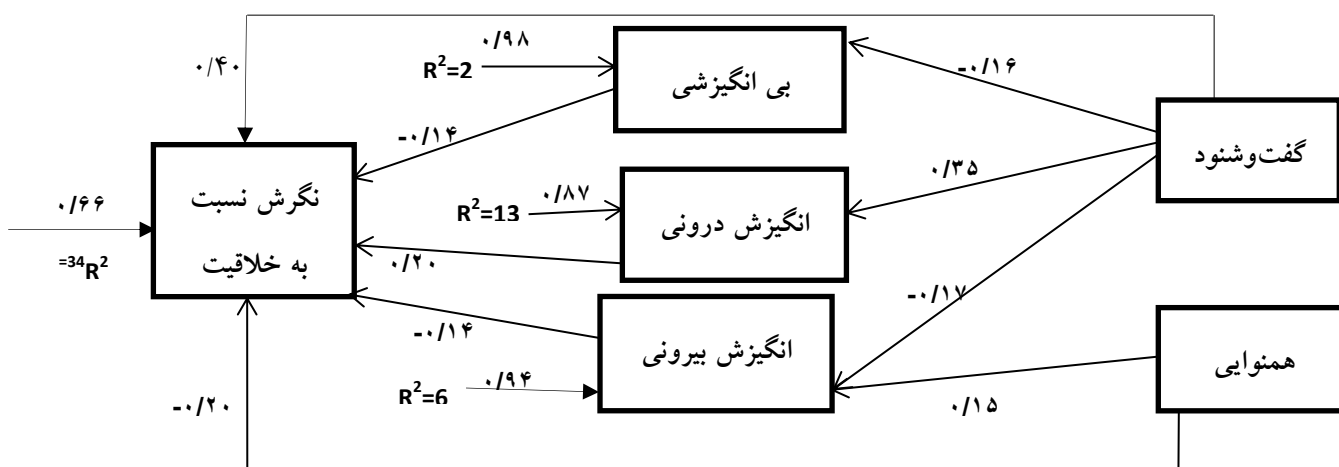 ۰/۹۸
-۰/۱۶
R²=2
۰/۴۰
بی انگیزشی
-۰/۱۴
گفت‌وشنود
۰/۳۵
۰/۸۷
R²=13
۰/۶۶
نگرش نسبت
به خلاقیت
انگیزش درونی
۰/۲۰
=34R²
-۰/۱۷
-۰/۱۴
انگیزش بیرونی
همنوایی
R²=6
۰/۹۴
-۰/۲۰
۰/۱۵